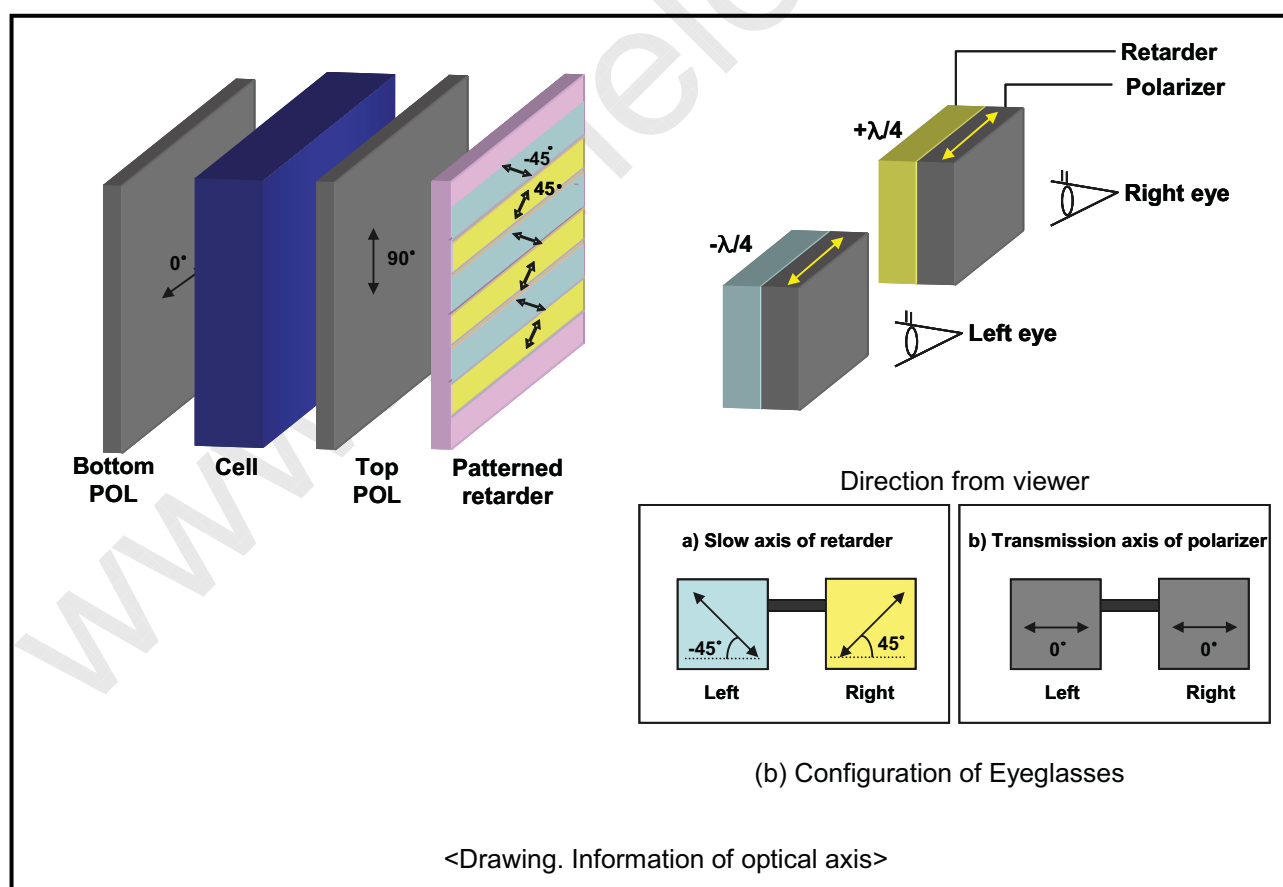 Retarder
Polarizer
+λ/4
Right eye
-λ/4
Left eye
-45°
45°
0°
90°
Bottom
POL
Cell
Top
POL
Patterned
retarder
Direction from viewer
a) Slow axis of retarder
-45°
45°
Left
Right
b) Transmission axis of polarizer
0°
0°
Left
Right
(b) Configuration of Eyeglasses
<Drawing. Information of optical axis>
www.